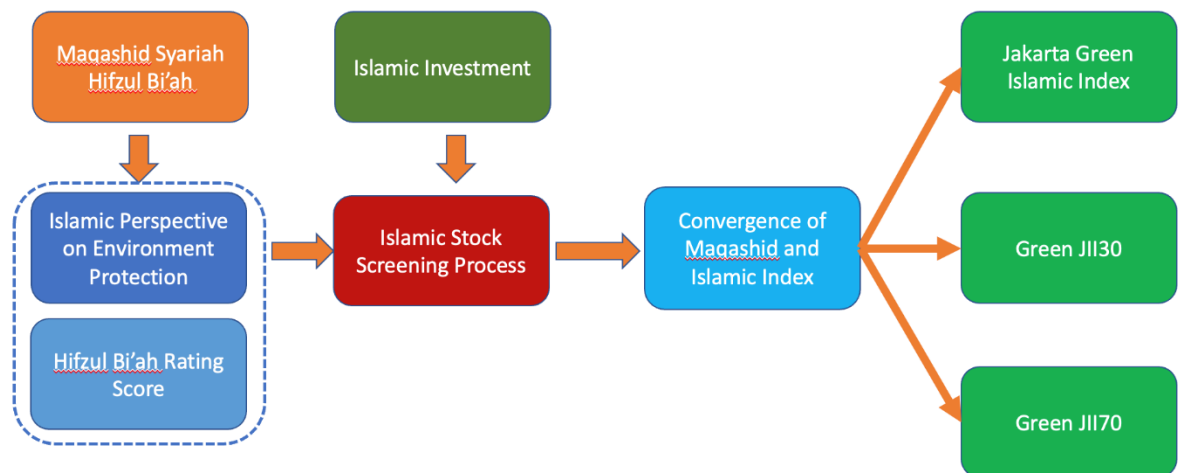 Maqashid Syariah
Hifzul Bi’ah
Islamic Investment
Jakarta Green
Islamic Index
Islamic Perspective
on Environment
Protection
Islamic Stock
Screening Process
Convergence of
Maqashid and
Islamic Index
Green JII30
Hifzul Bi’ah Rating
Score
Green JII70